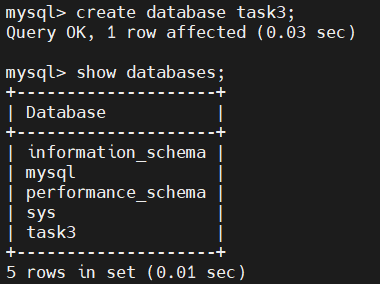 mysql> create database task3;
Query OK, 1 row affected (0.03 sec)

mysql> show databases;
+--------------------+
| Database           |
+--------------------+
| information_schema |
| mysql              |
| performance_schema |
| sys                |
| task3              |
+--------------------+
5 rows in set (0.01 sec)